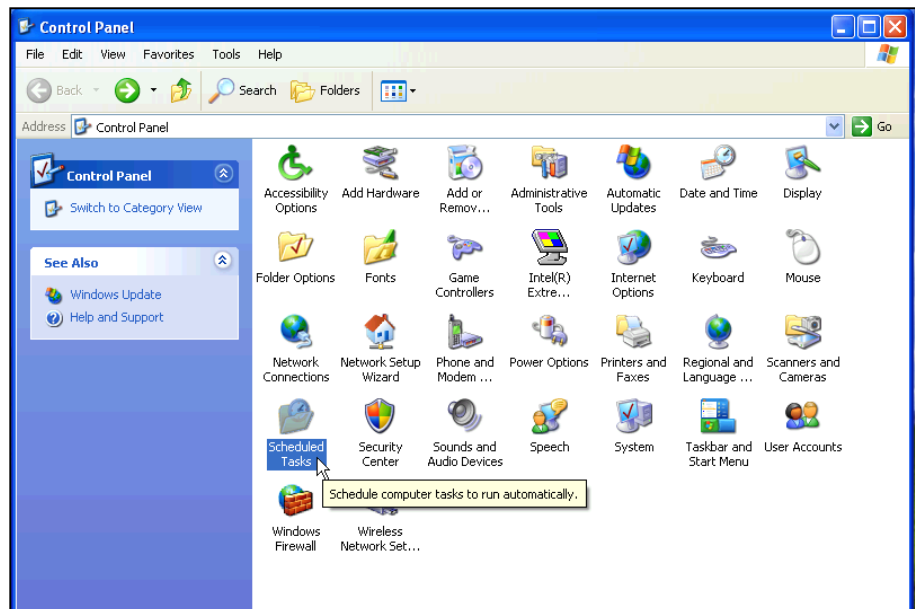 Control Panel
File Edit View Favorites Tools Help
Back Search Folders
Address Control Panel Go
Control Panel
Switch to Category View
See Also
Windows Update
Help and Support
Accessibility Options
Add Hardware
Add or Remov...
Administrative Tools
Automatic Updates
Date and Time
Display
Folder Options
Fonts
Game Controllers
Intel(R) Extre...
Internet Options
Keyboard
Mouse
Network Connections
Network Setup Wizard
Phone and Modem ...
Power Options
Printers and Faxes
Regional and Language ...
Scanners and Cameras
Scheduled Tasks
Security Center
Sounds and Audio Devices
Speech
System
Taskbar and Start Menu
User Accounts
Schedule computer tasks to run automatically.
Windows Firewall
Wireless Network Set...